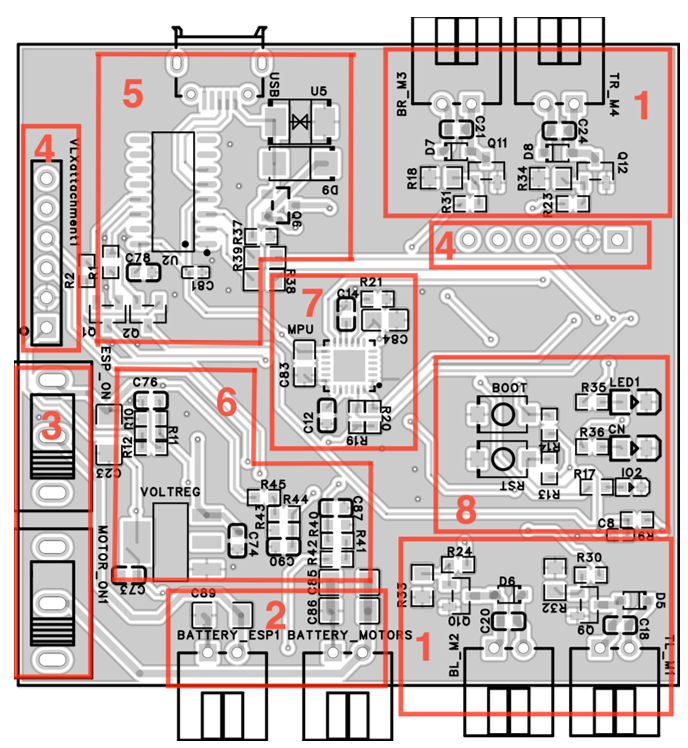 BR_M3
TR_M4
1
C21
C24
D7
Q11
D8
Q12
R18
R34
R31
R23
5
USB
U5
D9
Q6
R37
R39
R38
U2
C78
C81
R2
R1
Q1
Q2
4
VLXattachment1
4
7
R21
C14
MPU
C84
C83
C12
R19
R20
ESP_ON
3
C76
6
R10
R12
R11
C23
VOLTREG
R45
R44
R43
C87
R40
R41
R42
C74
C90
C73
MOTOR_ON1
8
BOOT
R35
LED1
R36
CN
R14
RST
R13
R17
IO2
C8
R9
2
C89
C85
C86
BATTERY_ESP1
BATTERY_MOTORS
1
R24
R33
Q10
D6
C20
BL_M2
R30
R32
Q9
D5
C18
TL_M1